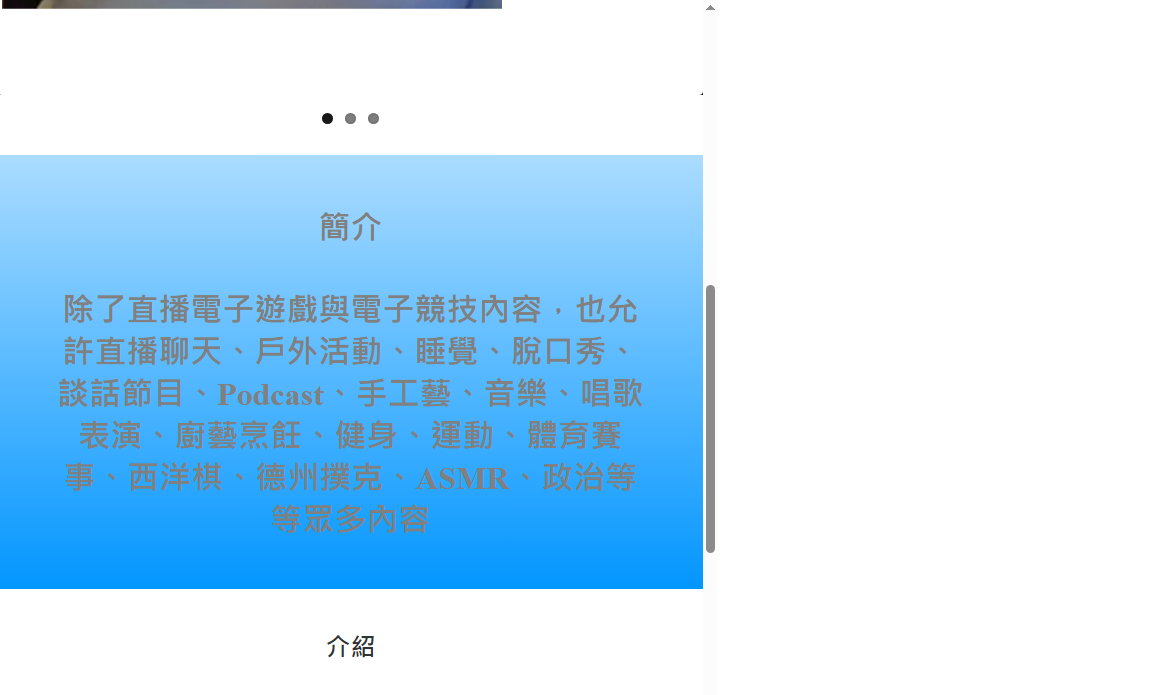 簡介
除了直播電子遊戲與電子競技內容，也允
許直播聊天、戶外活動、睡覺、脫口秀、
談話節目、Podcast、手工藝、音樂、唱歌
表演、廚藝烹飪、健身、運動、體育賽
事、西洋棋、德州撲克、ASMR、政治等
等眾多內容
介紹